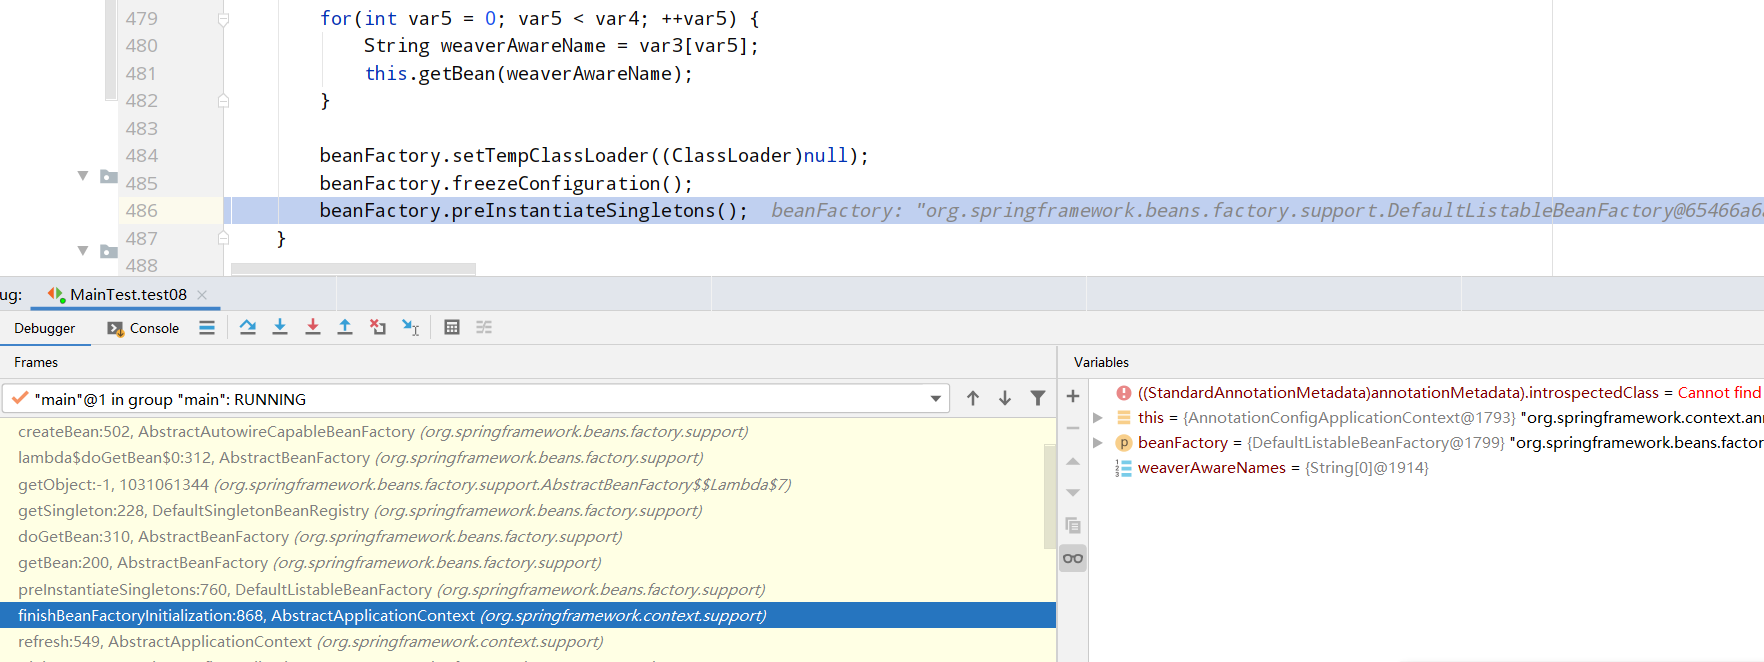 479 for(int var5 = 0; var5 < var4; ++var5) {
480 String weaverAwareName = var3[var5];
481 this.getBean(weaverAwareName);
482 }
483
484 beanFactory.setTempClassLoader((ClassLoader)null);
485 beanFactory.freezeConfiguration();
486 beanFactory.preInstantiateSingletons(); beanFactory: "org.springframework.beans.factory.support.DefaultListableBeanFactory@65466a6
487 }
488
ug: MainTest.test08
Debugger Console
Frames
Variables
"main"@1 in group "main": RUNNING
createBean:502, AbstractAutowireCapableBeanFactory (org.springframework.beans.factory.support)
lambda$doGetBean$0:312, AbstractBeanFactory (org.springframework.beans.factory.support)
getObject:-1, 1031061344 (org.springframework.beans.factory.support.AbstractBeanFactory$$Lambda$7)
getSingleton:228, DefaultSingletonBeanRegistry (org.springframework.beans.factory.support)
doGetBean:310, AbstractBeanFactory (org.springframework.beans.factory.support)
getBean:200, AbstractBeanFactory (org.springframework.beans.factory.support)
preInstantiateSingletons:760, DefaultListableBeanFactory (org.springframework.beans.factory.support)
finishBeanFactoryInitialization:868, AbstractApplicationContext (org.springframework.context.support)
refresh:549, AbstractApplicationContext (org.springframework.context.support)
((StandardAnnotationMetadata)annotationMetadata).introspectedClass = Cannot find
this = {AnnotationConfigApplicationContext@1793} "org.springframework.context.ann
beanFactory = {DefaultListableBeanFactory@1799} "org.springframework.beans.factor
weaverAwareNames = {String[0]@1914}